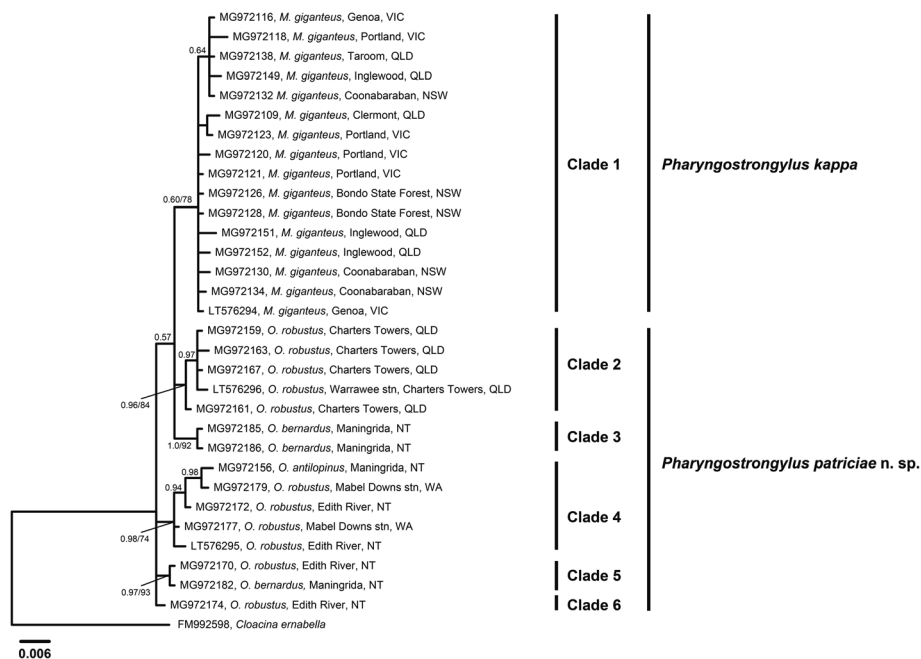 MG972116, M. giganteus, Genoa, VIC
MG972118, M. giganteus, Portland, VIC
0.64
MG972138, M. giganteus, Taroom, QLD
MG972149, M. giganteus, Inglewood, QLD
MG972132 M. giganteus, Coonabaraban, NSW
MG972109, M. giganteus, Clermont, QLD
MG972123, M. giganteus, Portland, VIC
MG972120, M. giganteus, Portland, VIC
Clade 1
Pharyngostrongylus kappa
MG972121, M. giganteus, Portland, VIC
MG972126, M. giganteus, Bondo State Forest, NSW
0.60/78
MG972128, M. giganteus, Bondo State Forest, NSW
MG972151, M. giganteus, Inglewood, QLD
MG972152, M. giganteus, Inglewood, QLD
MG972130, M. giganteus, Coonabaraban, NSW
MG972134, M. giganteus, Coonabaraban, NSW
LT576294, M. giganteus, Genoa, VIC
MG972159, O. robustus, Charters Towers, QLD
0.57
MG972163, O. robustus, Charters Towers, QLD
0.97
Clade 2
MG972167, O. robustus, Charters Towers, QLD
LT576296, O. robustus, Warrawee stn, Charters Towers, QLD
0.96/84
MG972161, O. robustus, Charters Towers, QLD
MG972185, O. bernardus, Maningrida, NT
Clade 3
1.0/92
MG972186, O. bernardus, Maningrida, NT
Pharyngostrongylus patriciae n. sp.
MG972156, O. antilopinus, Maningrida, NT
0.98
MG972179, O. robustus, Mabel Downs stn, WA
0.94
MG972172, O. robustus, Edith River, NT
Clade 4
MG972177, O. robustus, Mabel Downs stn, WA
0.98/74
LT576295, O. robustus, Edith River, NT
MG972170, O. robustus, Edith River, NT
Clade 5
MG972182, O. bernardus, Maningrida, NT
0.97/93
MG972174, O. robustus, Edith River, NT
Clade 6
FM992598, Cloacina ernabella
0.006